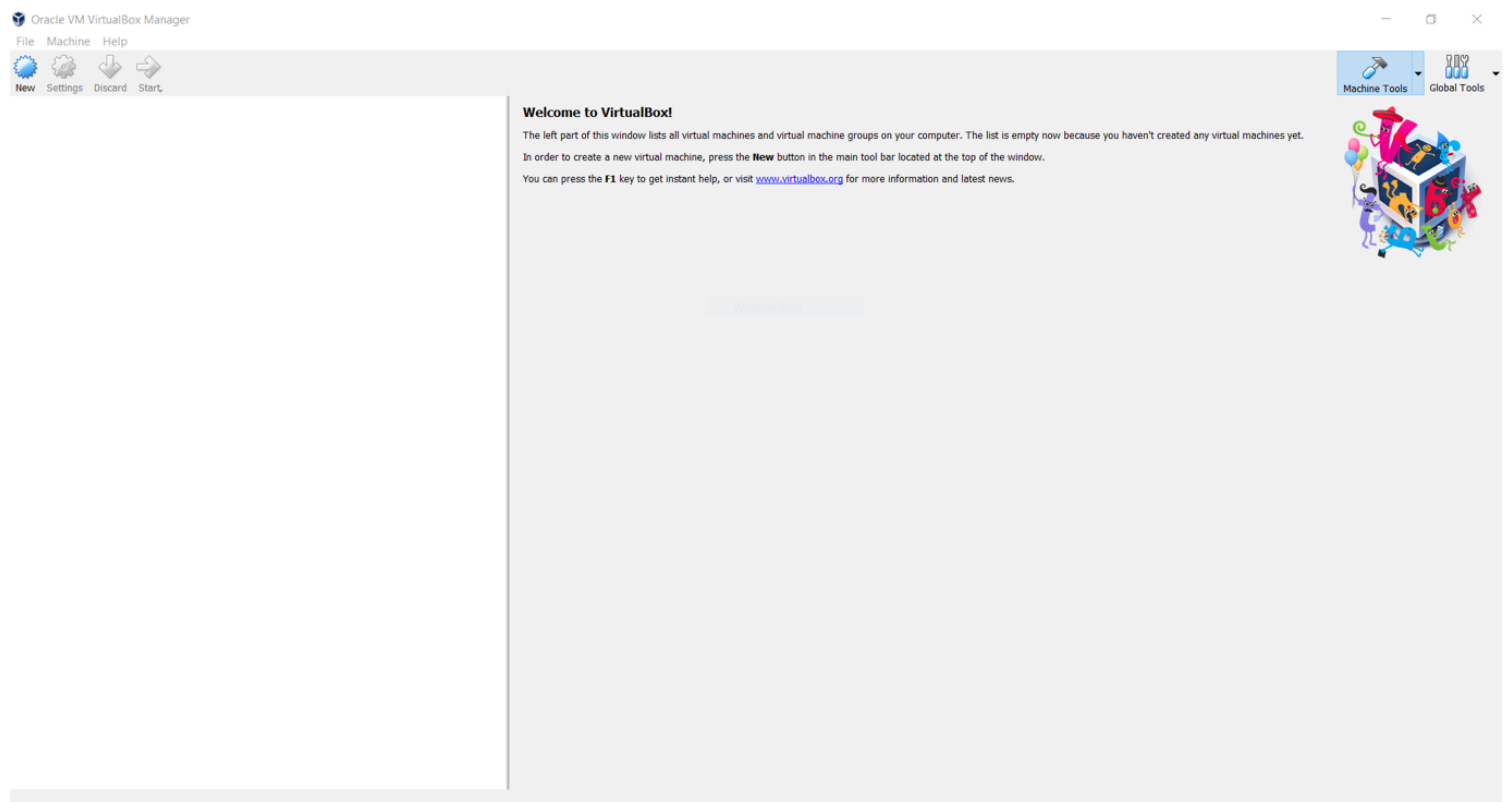 Oracle VM VirtualBox Manager
File Machine Help
New Settings Discard Start
Machine Tools Global Tools
Welcome to VirtualBox!
The left part of this window lists all virtual machines and virtual machine groups on your computer. The list is empty now because you haven't created any virtual machines yet.
In order to create a new virtual machine, press the New button in the main tool bar located at the top of the window.
You can press the F1 key to get instant help, or visit www.virtualbox.org for more information and latest news.